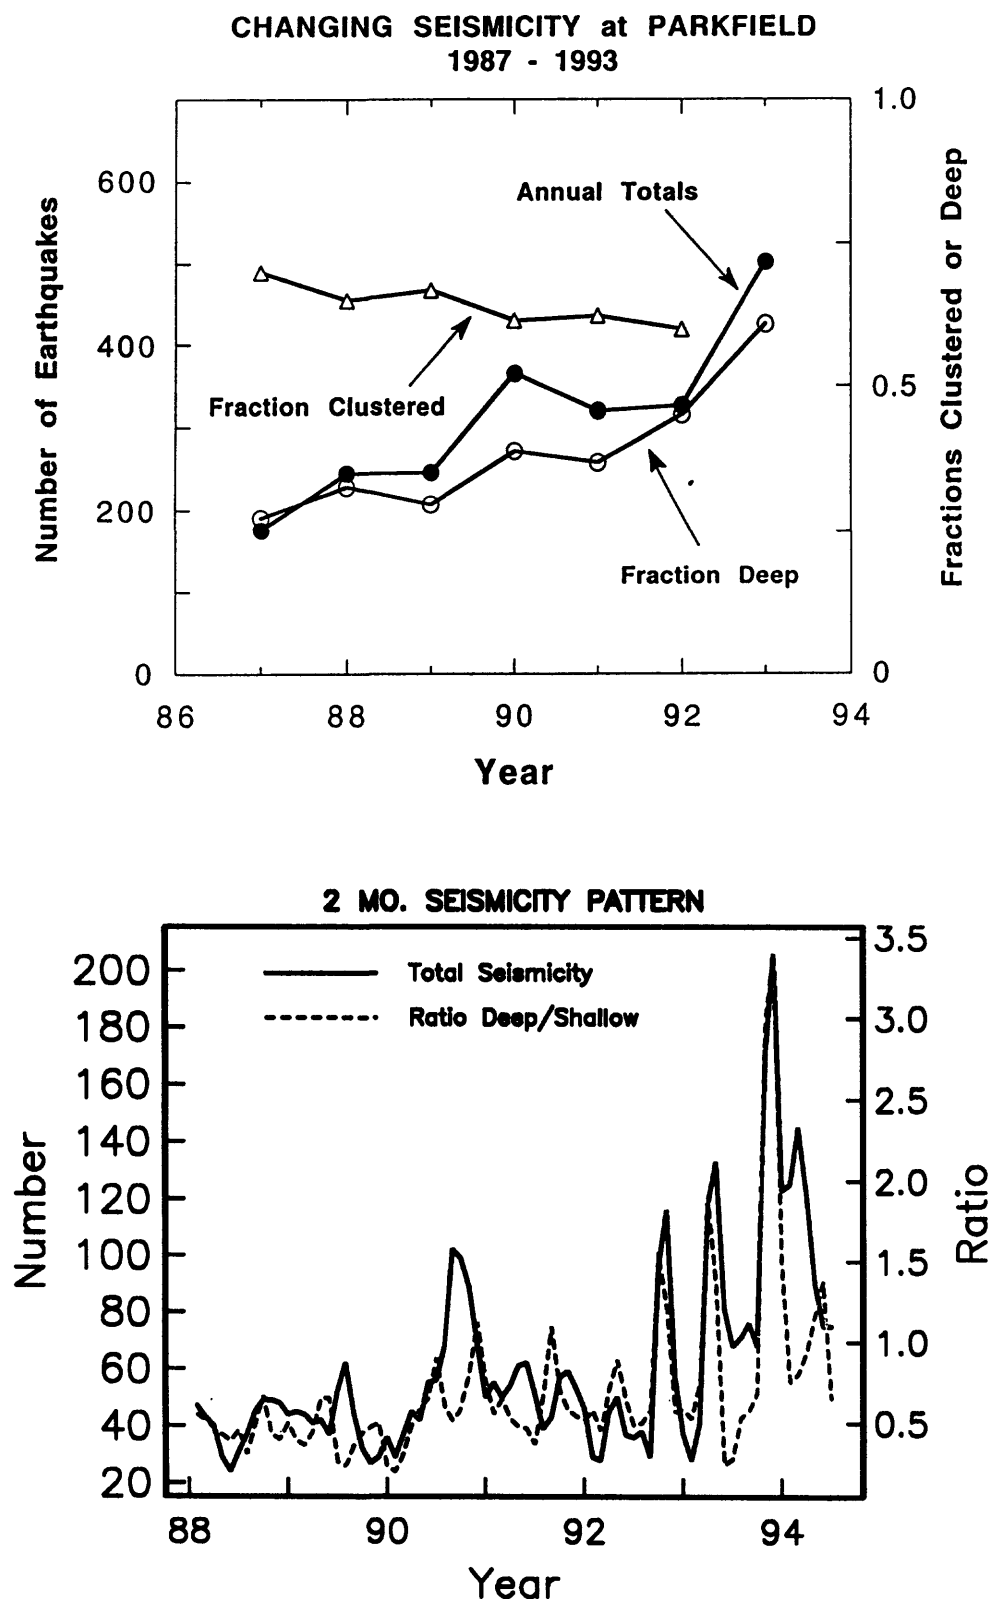 CHANGING SEISMICITY at PARKFIELD
1987 - 1993
1.0
600
Annual Totals
400
0.5
Fraction Clustered
200
Fraction Deep
0
0
86 88 90 92 94
Year
Number of Earthquakes
Fractions Clustered or Deep
2 MO. SEISMICITY PATTERN
3.5
200
Total Seismicity
Ratio Deep/Shallow
3.0
180
160
2.5
140
2.0
120
100
1.5
80
1.0
60
40
0.5
20
88 90 92 94
Year
Number
Ratio